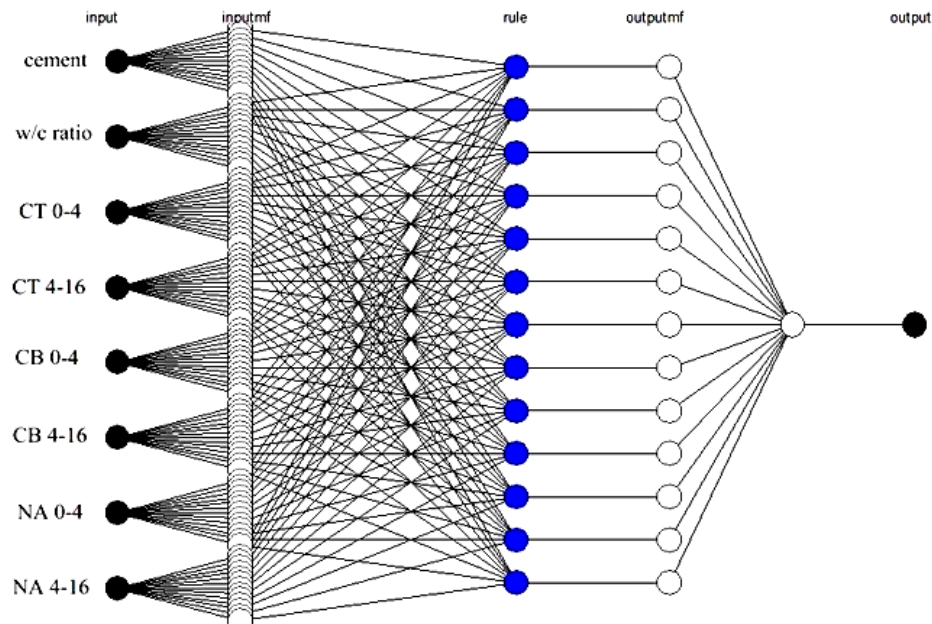 input inputmf rule outputmf output
cement
w/c ratio
CT 0-4
CT 4-16
CB 0-4
CB 4-16
NA 0-4
NA 4-16